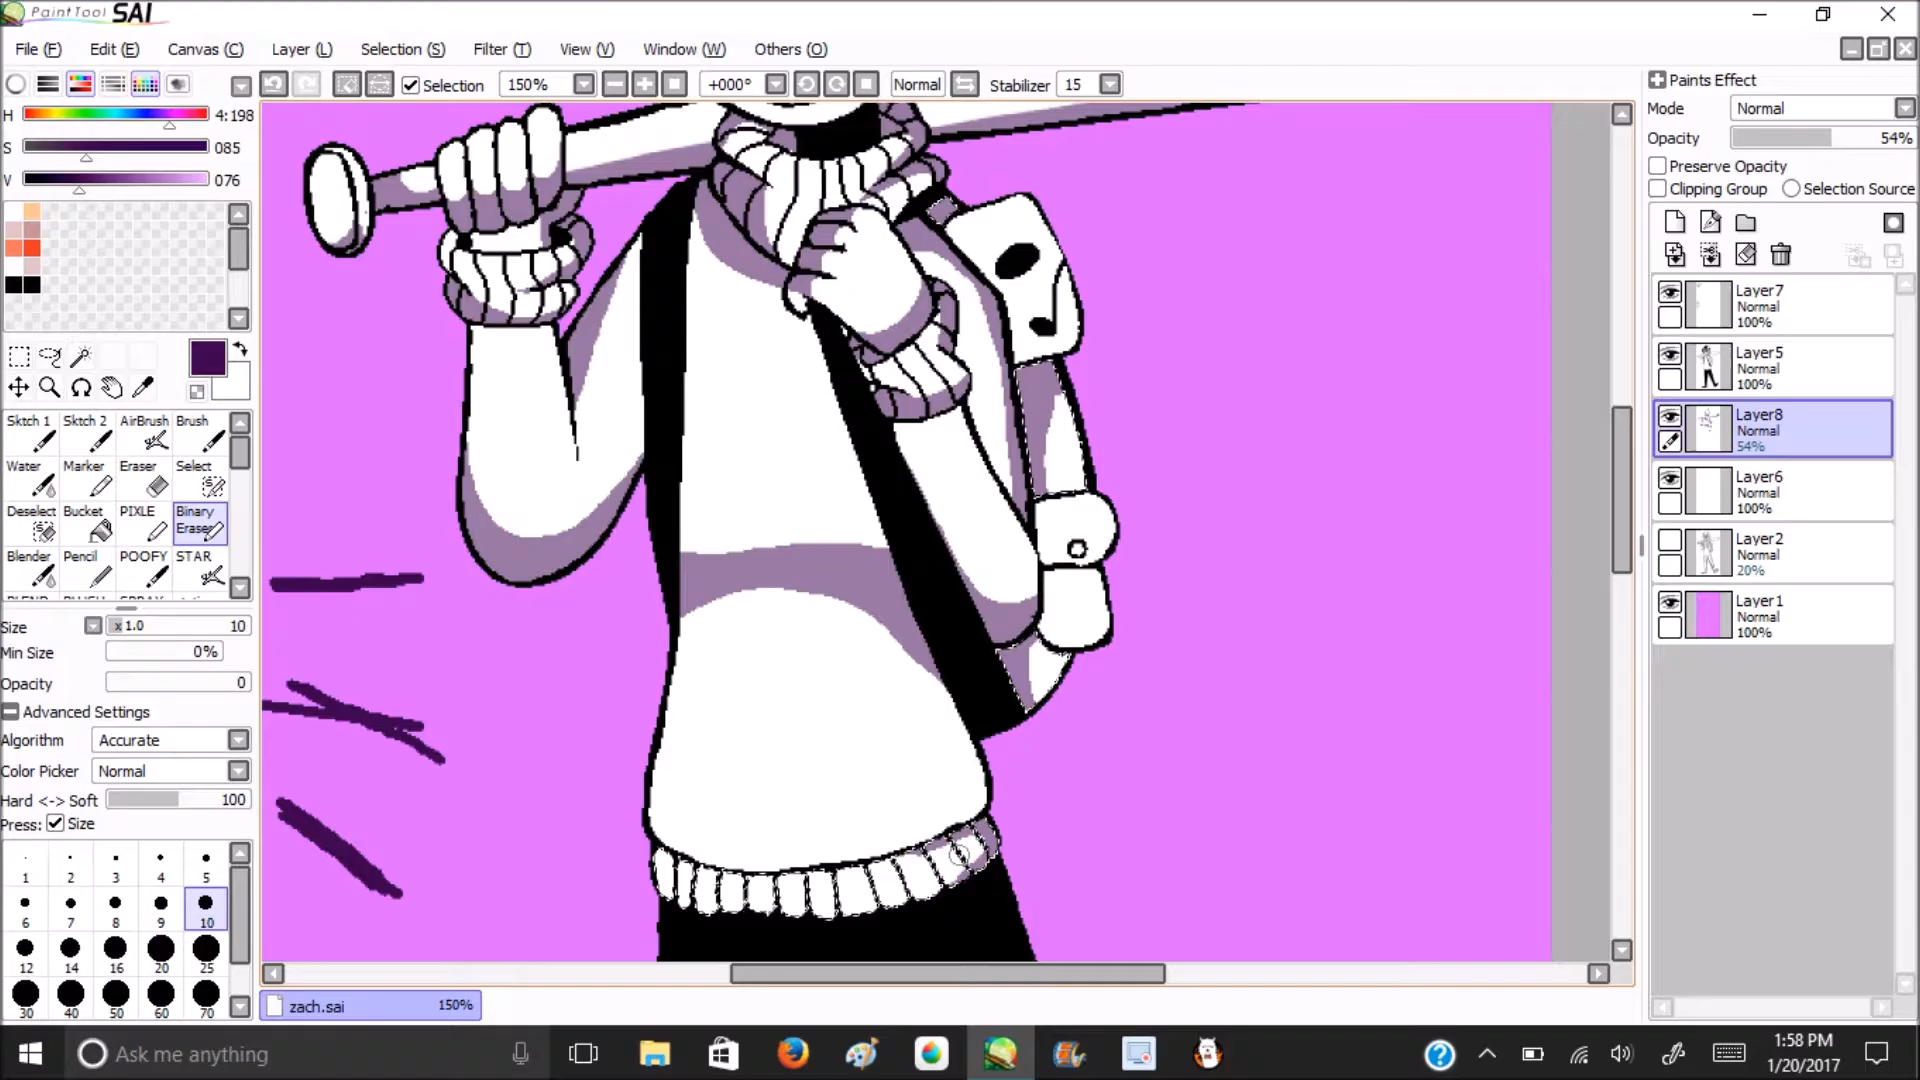 PaintTool SAI
File (F) Edit (E) Canvas (C) Layer (L) Selection (S) Filter (T) View (V) Window (W) Others (O)
Selection 150% +000° Normal Stabilizer 15
H 4:198
S 085
V 076
Sktch 1 Sktch 2 AirBrush Brush
Water Marker Eraser Select
Deselect Bucket PIXLE Binary Eraser
Blender Pencil POOFY STAR
Size x 1.0 10
Min Size 0%
Opacity 0
Advanced Settings
Algorithm Accurate
Color Picker Normal
Hard <-> Soft 100
Press: Size
1 2 3 4 5
6 7 8 9 10
12 14 16 20 25
30 40 50 60 70
zach.sai 150%
Paints Effect
Mode Normal
Opacity 54%
Preserve Opacity
Clipping Group Selection Source
Layer7
Normal
100%
Layer5
Normal
100%
Layer8
Normal
54%
Layer6
Normal
100%
Layer2
Normal
20%
Layer1
Normal
100%
Ask me anything
1:58 PM
1/20/2017